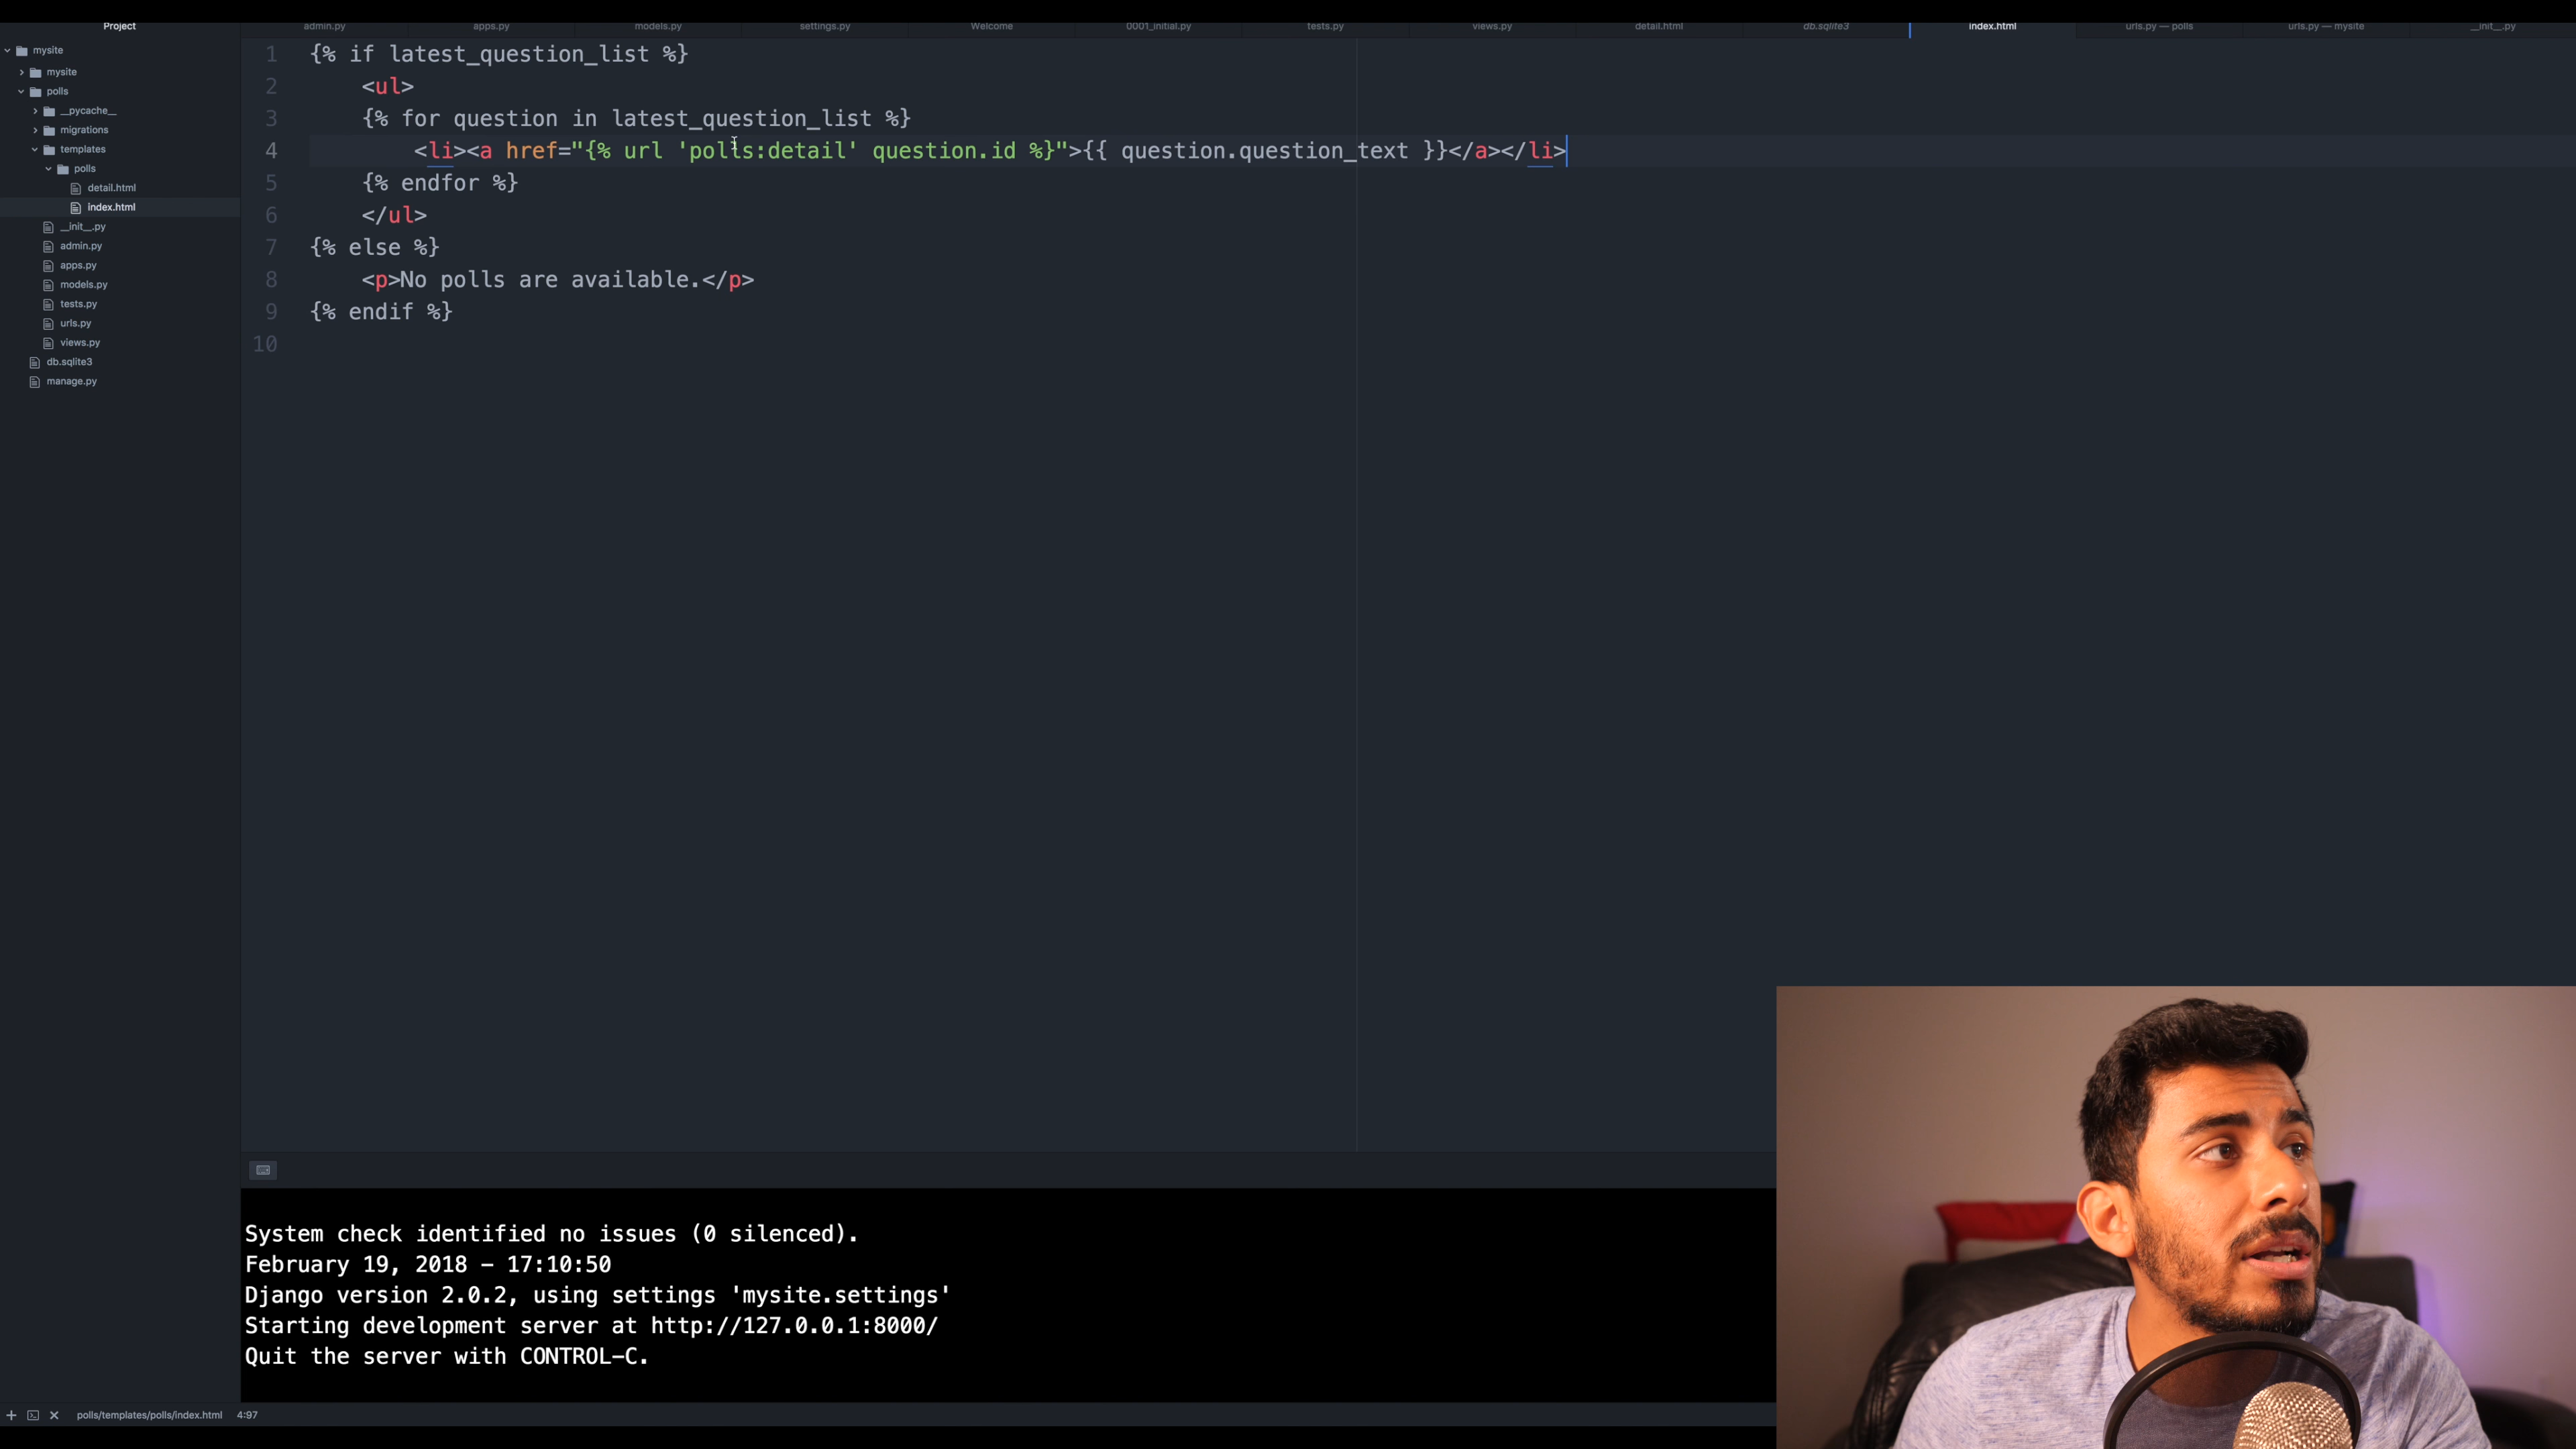 Project
admin.py apps.py models.py settings.py Welcome 0001_initial.py tests.py views.py detail.html db.sqlite3 index.html urls.py — polls urls.py — mysite __init__.py
mysite
mysite
polls
__pycache__
migrations
templates
polls
detail.html
index.html
__init__.py
admin.py
apps.py
models.py
tests.py
urls.py
views.py
db.sqlite3
manage.py
1 {% if latest_question_list %}
2 <ul>
3 {% for question in latest_question_list %}
4 <li><a href="{% url 'polls:detail' question.id %}">{{ question.question_text }}</a></li>
5 {% endfor %}
6 </ul>
7 {% else %}
8 <p>No polls are available.</p>
9 {% endif %}
10
System check identified no issues (0 silenced).
February 19, 2018 - 17:10:50
Django version 2.0.2, using settings 'mysite.settings'
Starting development server at http://127.0.0.1:8000/
Quit the server with CONTROL-C.
polls/templates/polls/index.html 4:97